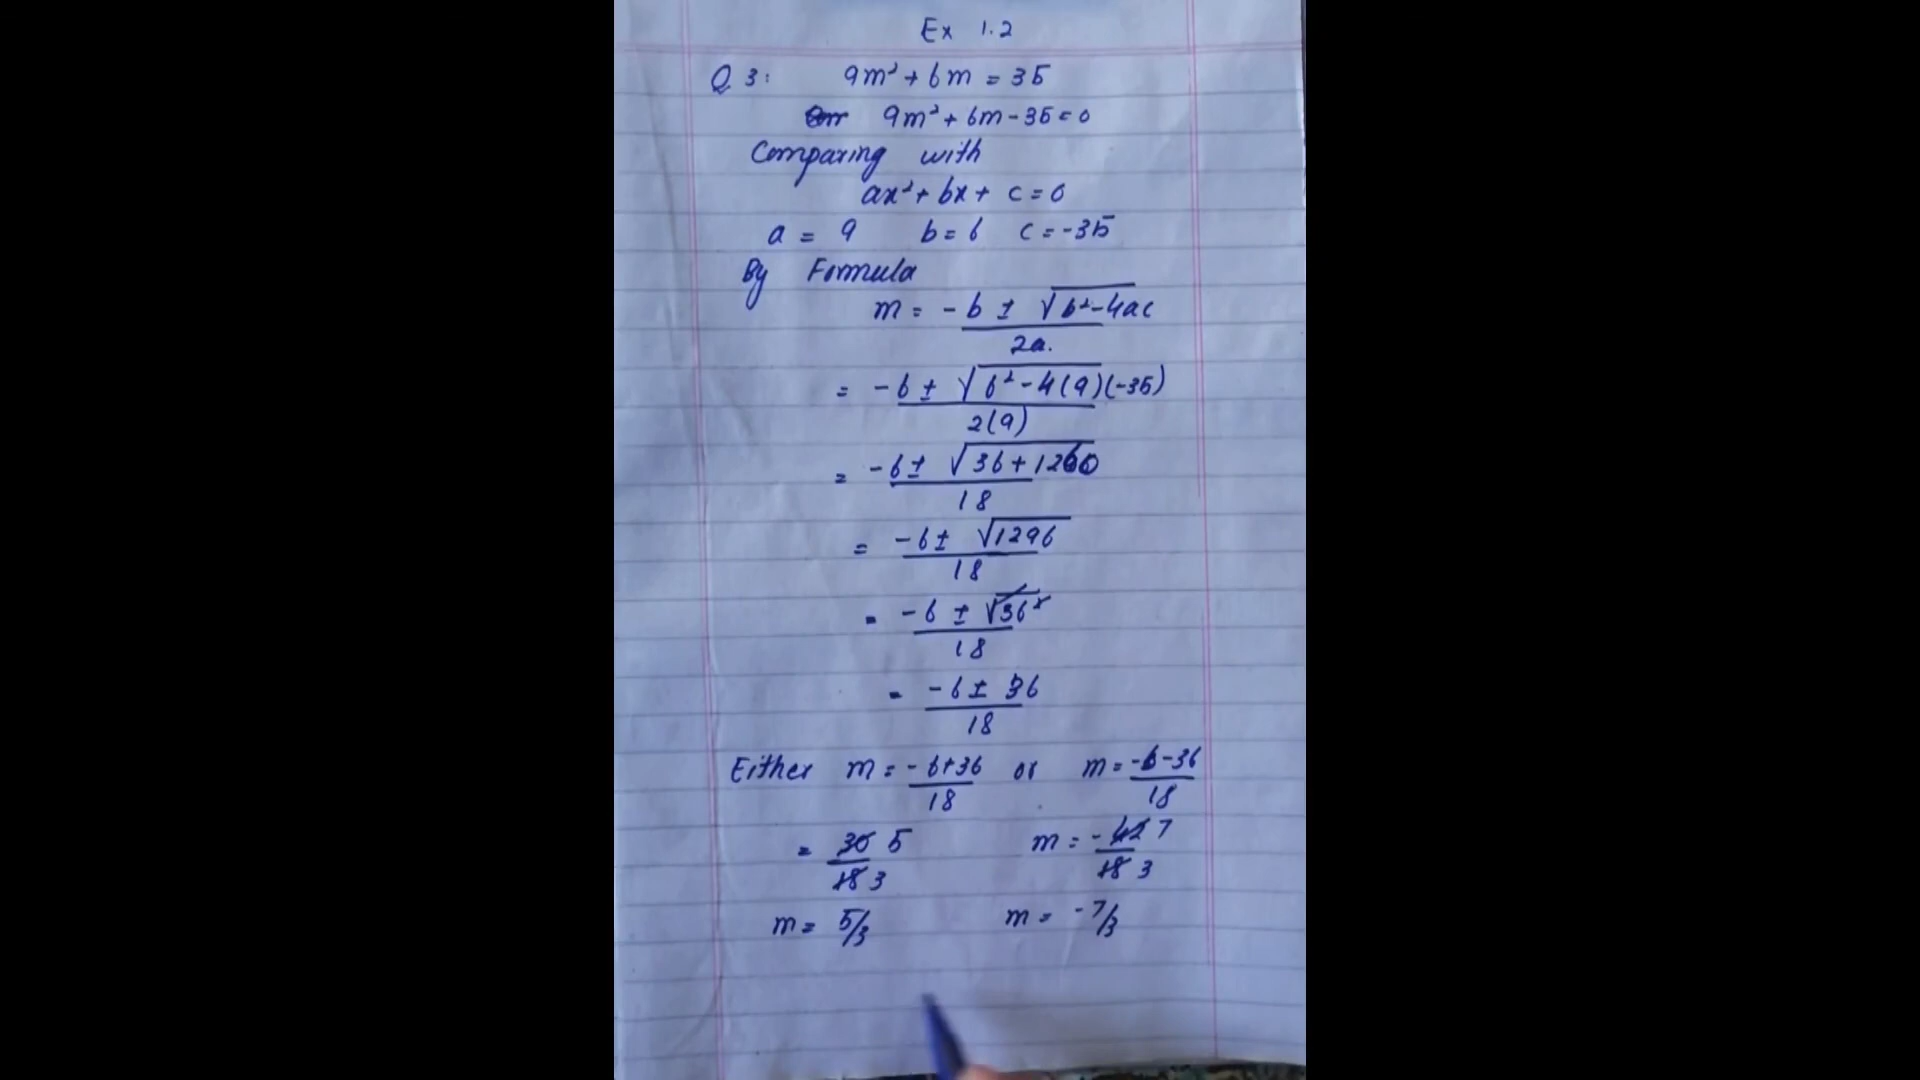 Ex 1.2
Q 3: 9m² + 6m = 35
9m² + 6m - 35 = 0
Comparing with
ax² + bx + c = 0
a = 9 b = 6 c = -35
By Formula
m = -b ± √b² - 4ac
2a.
= -6 ± √6² - 4(9)(-35)
2(9)
= -6 ± √36 + 1260
18
= -6 ± √1296
18
= -6 ± √36²
18
= -6 ± 36
18
Either m = -6+36 or m = -6-36
18 18
= 30 5 m = -42 7
18 3 18 3
m = 5/3 m = -7/3